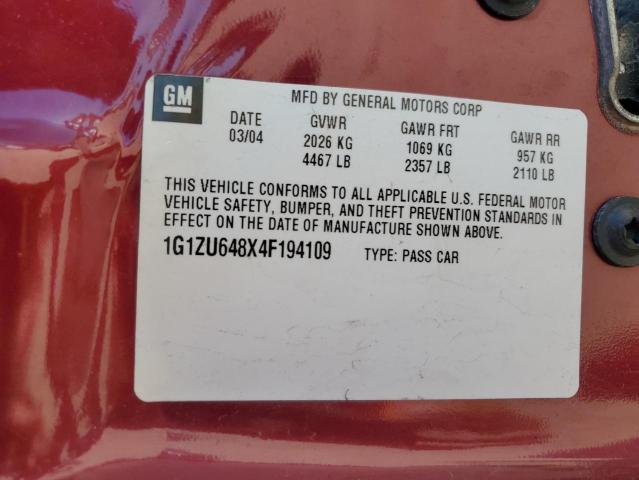 GM
MFD BY GENERAL MOTORS CORP
DATE GVWR GAWR FRT GAWR RR
03/04 2026 KG 1069 KG 957 KG
4467 LB 2357 LB 2110 LB
THIS VEHICLE CONFORMS TO ALL APPLICABLE U.S. FEDERAL MOTOR
VEHICLE SAFETY, BUMPER, AND THEFT PREVENTION STANDARDS IN
EFFECT ON THE DATE OF MANUFACTURE SHOWN ABOVE.
1G1ZU648X4F194109 TYPE: PASS CAR